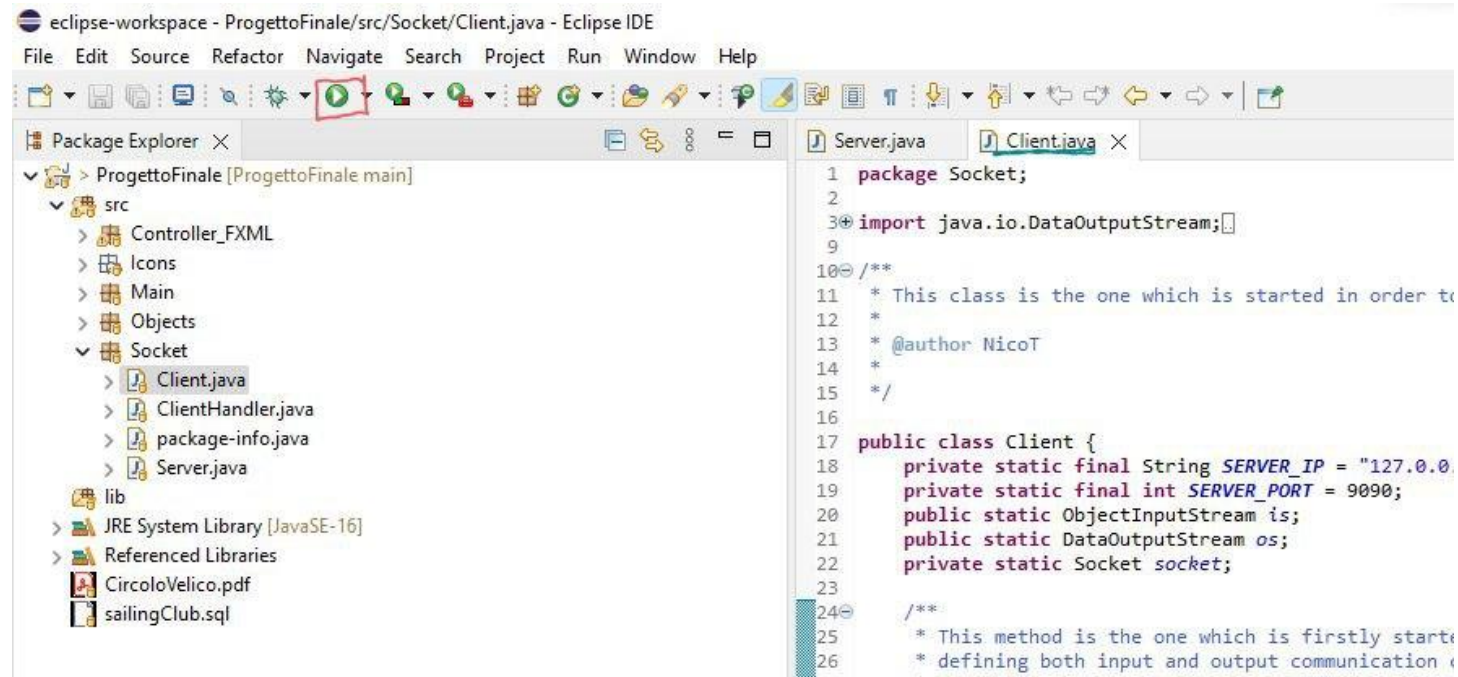 eclipse-workspace - ProgettoFinale/src/Socket/Client.java - Eclipse IDE
File Edit Source Refactor Navigate Search Project Run Window Help
Package Explorer
> ProgettoFinale [ProgettoFinale main]
src
Controller_FXML
Icons
Main
Objects
Socket
Client.java
ClientHandler.java
package-info.java
Server.java
lib
JRE System Library [JavaSE-16]
Referenced Libraries
CircoloVelico.pdf
sailingClub.sql
Server.java Client.java
1 package Socket;
2
3 import java.io.DataOutputStream;
9
10 /**
11 * This class is the one which is started in order to
12 *
13 * @author NicoT
14 *
15 */
16
17 public class Client {
18 private static final String SERVER_IP = "127.0.0.
19 private static final int SERVER_PORT = 9090;
20 public static ObjectInputStream is;
21 public static DataOutputStream os;
22 private static Socket socket;
23
24 /**
25 * This method is the one which is firstly starte
26 * defining both input and output communication